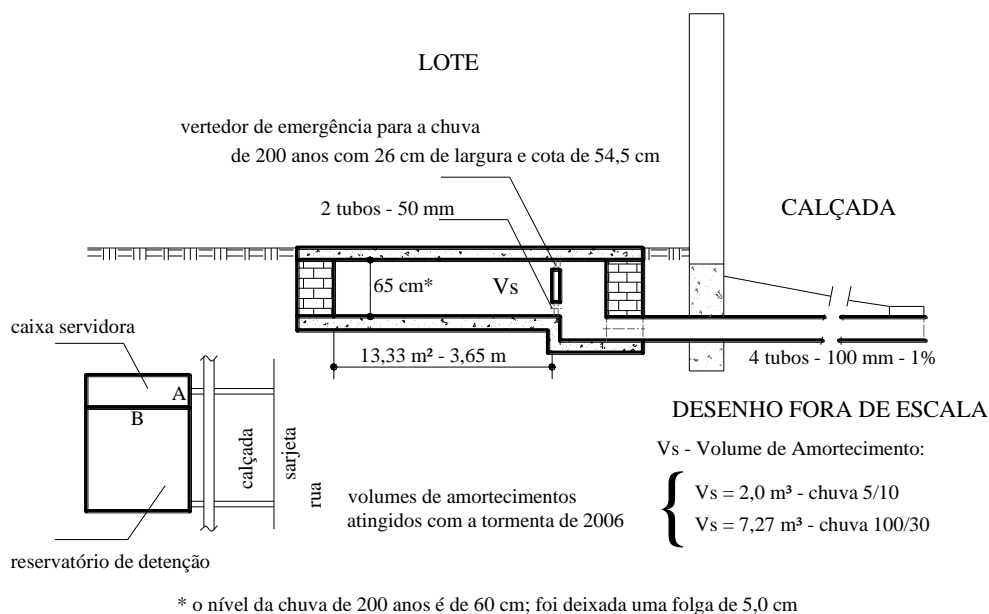 LOTE
vertedor de emergência para a chuva
de 200 anos com 26 cm de largura e cota de 54,5 cm
2 tubos - 50 mm
CALÇADA
65 cm*
Vs
caixa servidora
13,33 m² - 3,65 m
4 tubos - 100 mm - 1%
A
B
calçada
sarjeta
rua
DESENHO FORA DE ESCALA
Vs - Volume de Amortecimento:
Vs = 2,0 m³ - chuva 5/10
Vs = 7,27 m³ - chuva 100/30
volumes de amortecimentos
atingidos com a tormenta de 2006
reservatório de detenção
* o nível da chuva de 200 anos é de 60 cm; foi deixada uma folga de 5,0 cm